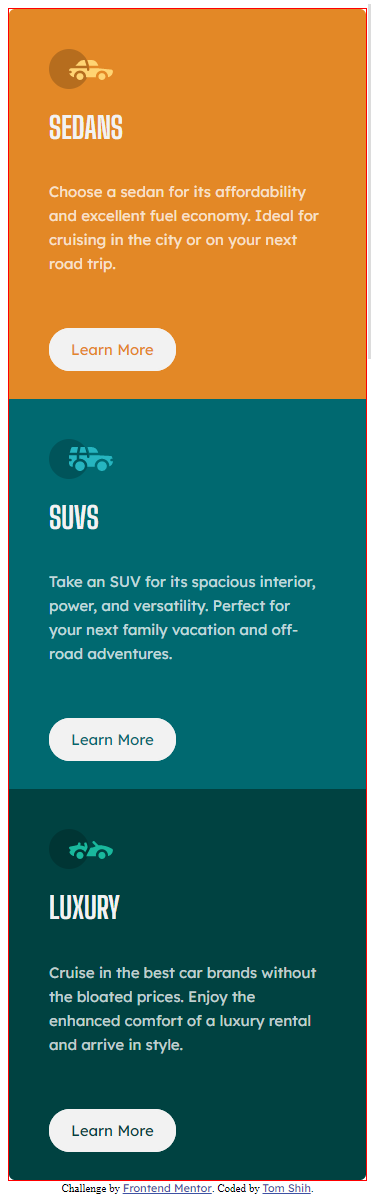 SEDANS
Choose a sedan for its affordability
and excellent fuel economy. Ideal for
cruising in the city or on your next
road trip.
Learn More
SUVS
Take an SUV for its spacious interior,
power, and versatility. Perfect for
your next family vacation and off-
road adventures.
Learn More
LUXURY
Cruise in the best car brands without
the bloated prices. Enjoy the
enhanced comfort of a luxury rental
and arrive in style.
Learn More
Challenge by Frontend Mentor. Coded by Tom Shih.